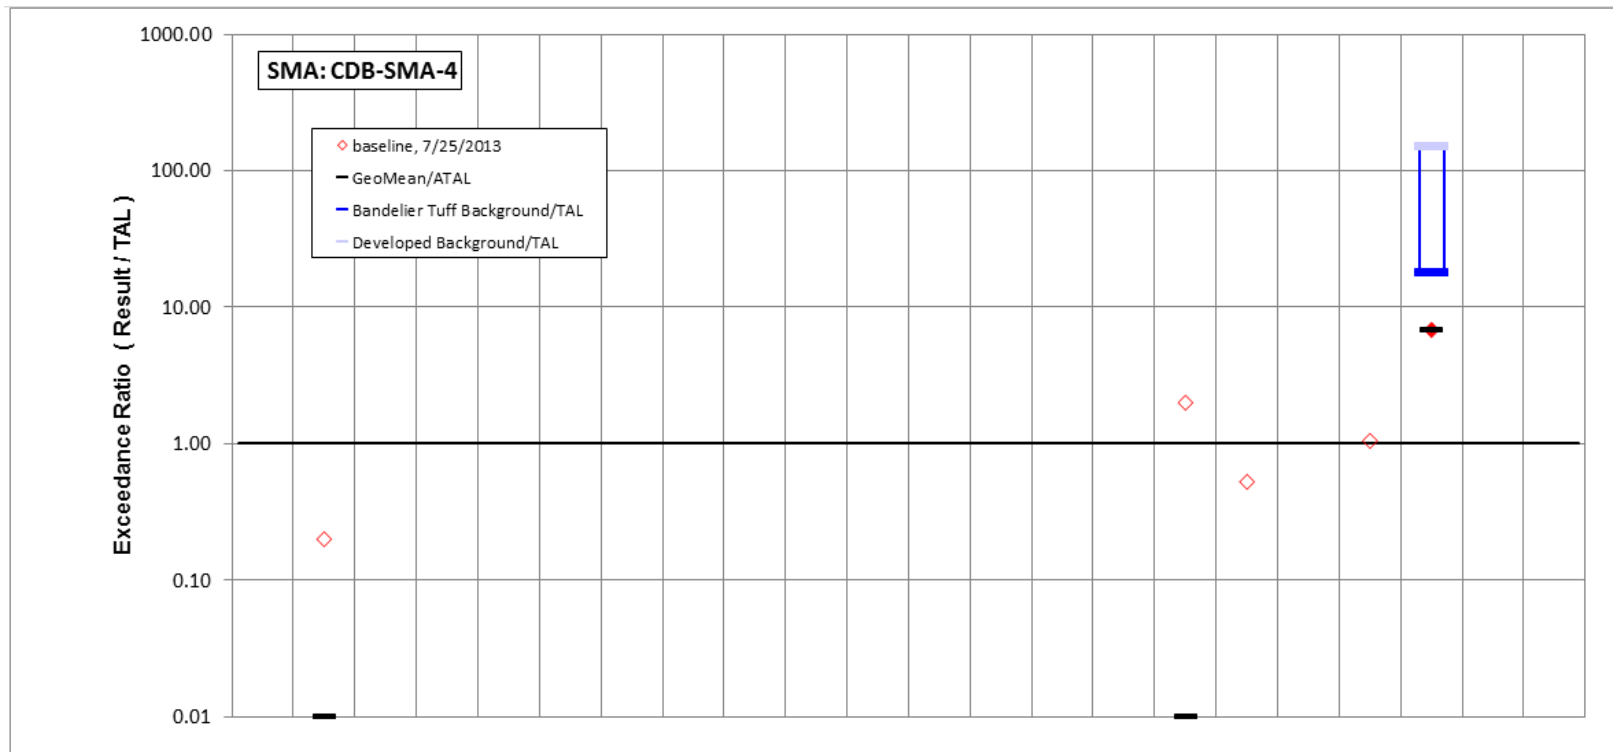 1000.00
SMA: CDB-SMA-4
baseline, 7/25/2013
100.00
GeoMean/ATAL
Bandelier Tuff Background/TAL
Developed Background/TAL
10.00
1.00
0.10
0.01
Exceedance Ratio ( Result / TAL )